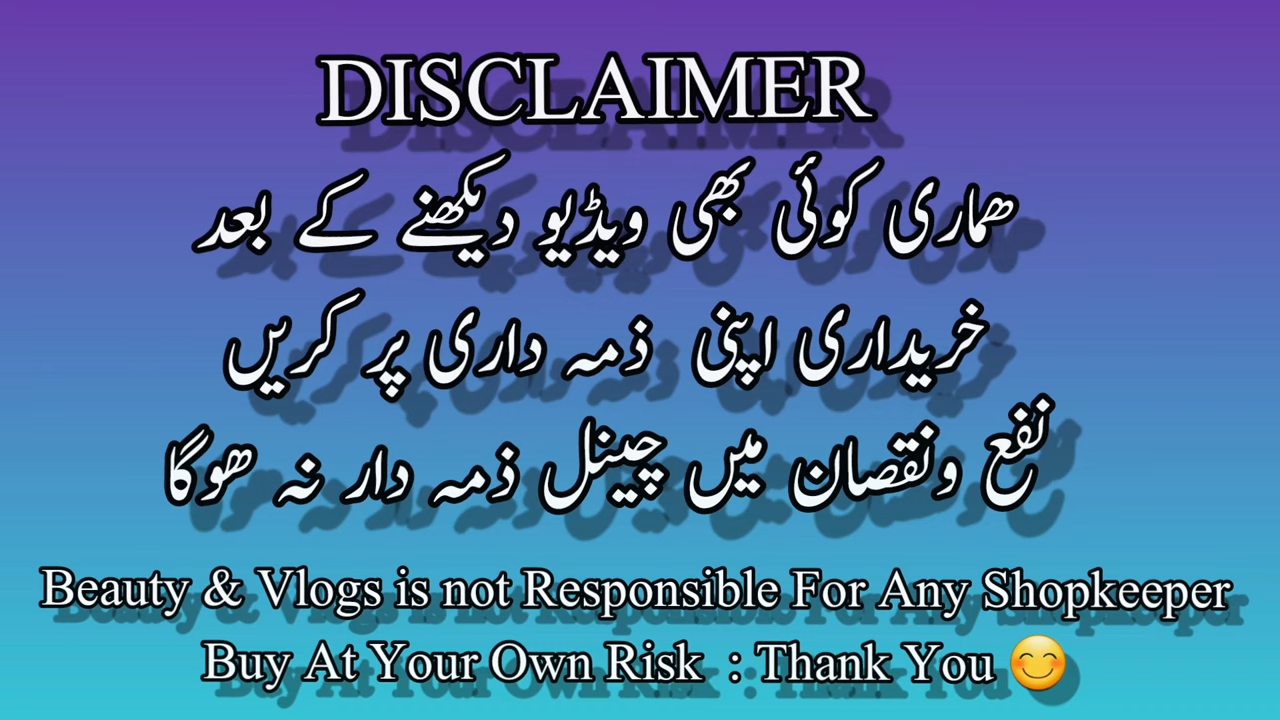 DISCLAIMER
ھماری کوئی بھی ویڈیو دیکھنے کے بعد
خریداری اپنی ذمہ داری پر کریں
نفع ونقصان میں چینل ذمہ دار نہ ھوگا
Beauty & Vlogs is not Responsible For Any Shopkeeper
Buy At Your Own Risk : Thank You 😊